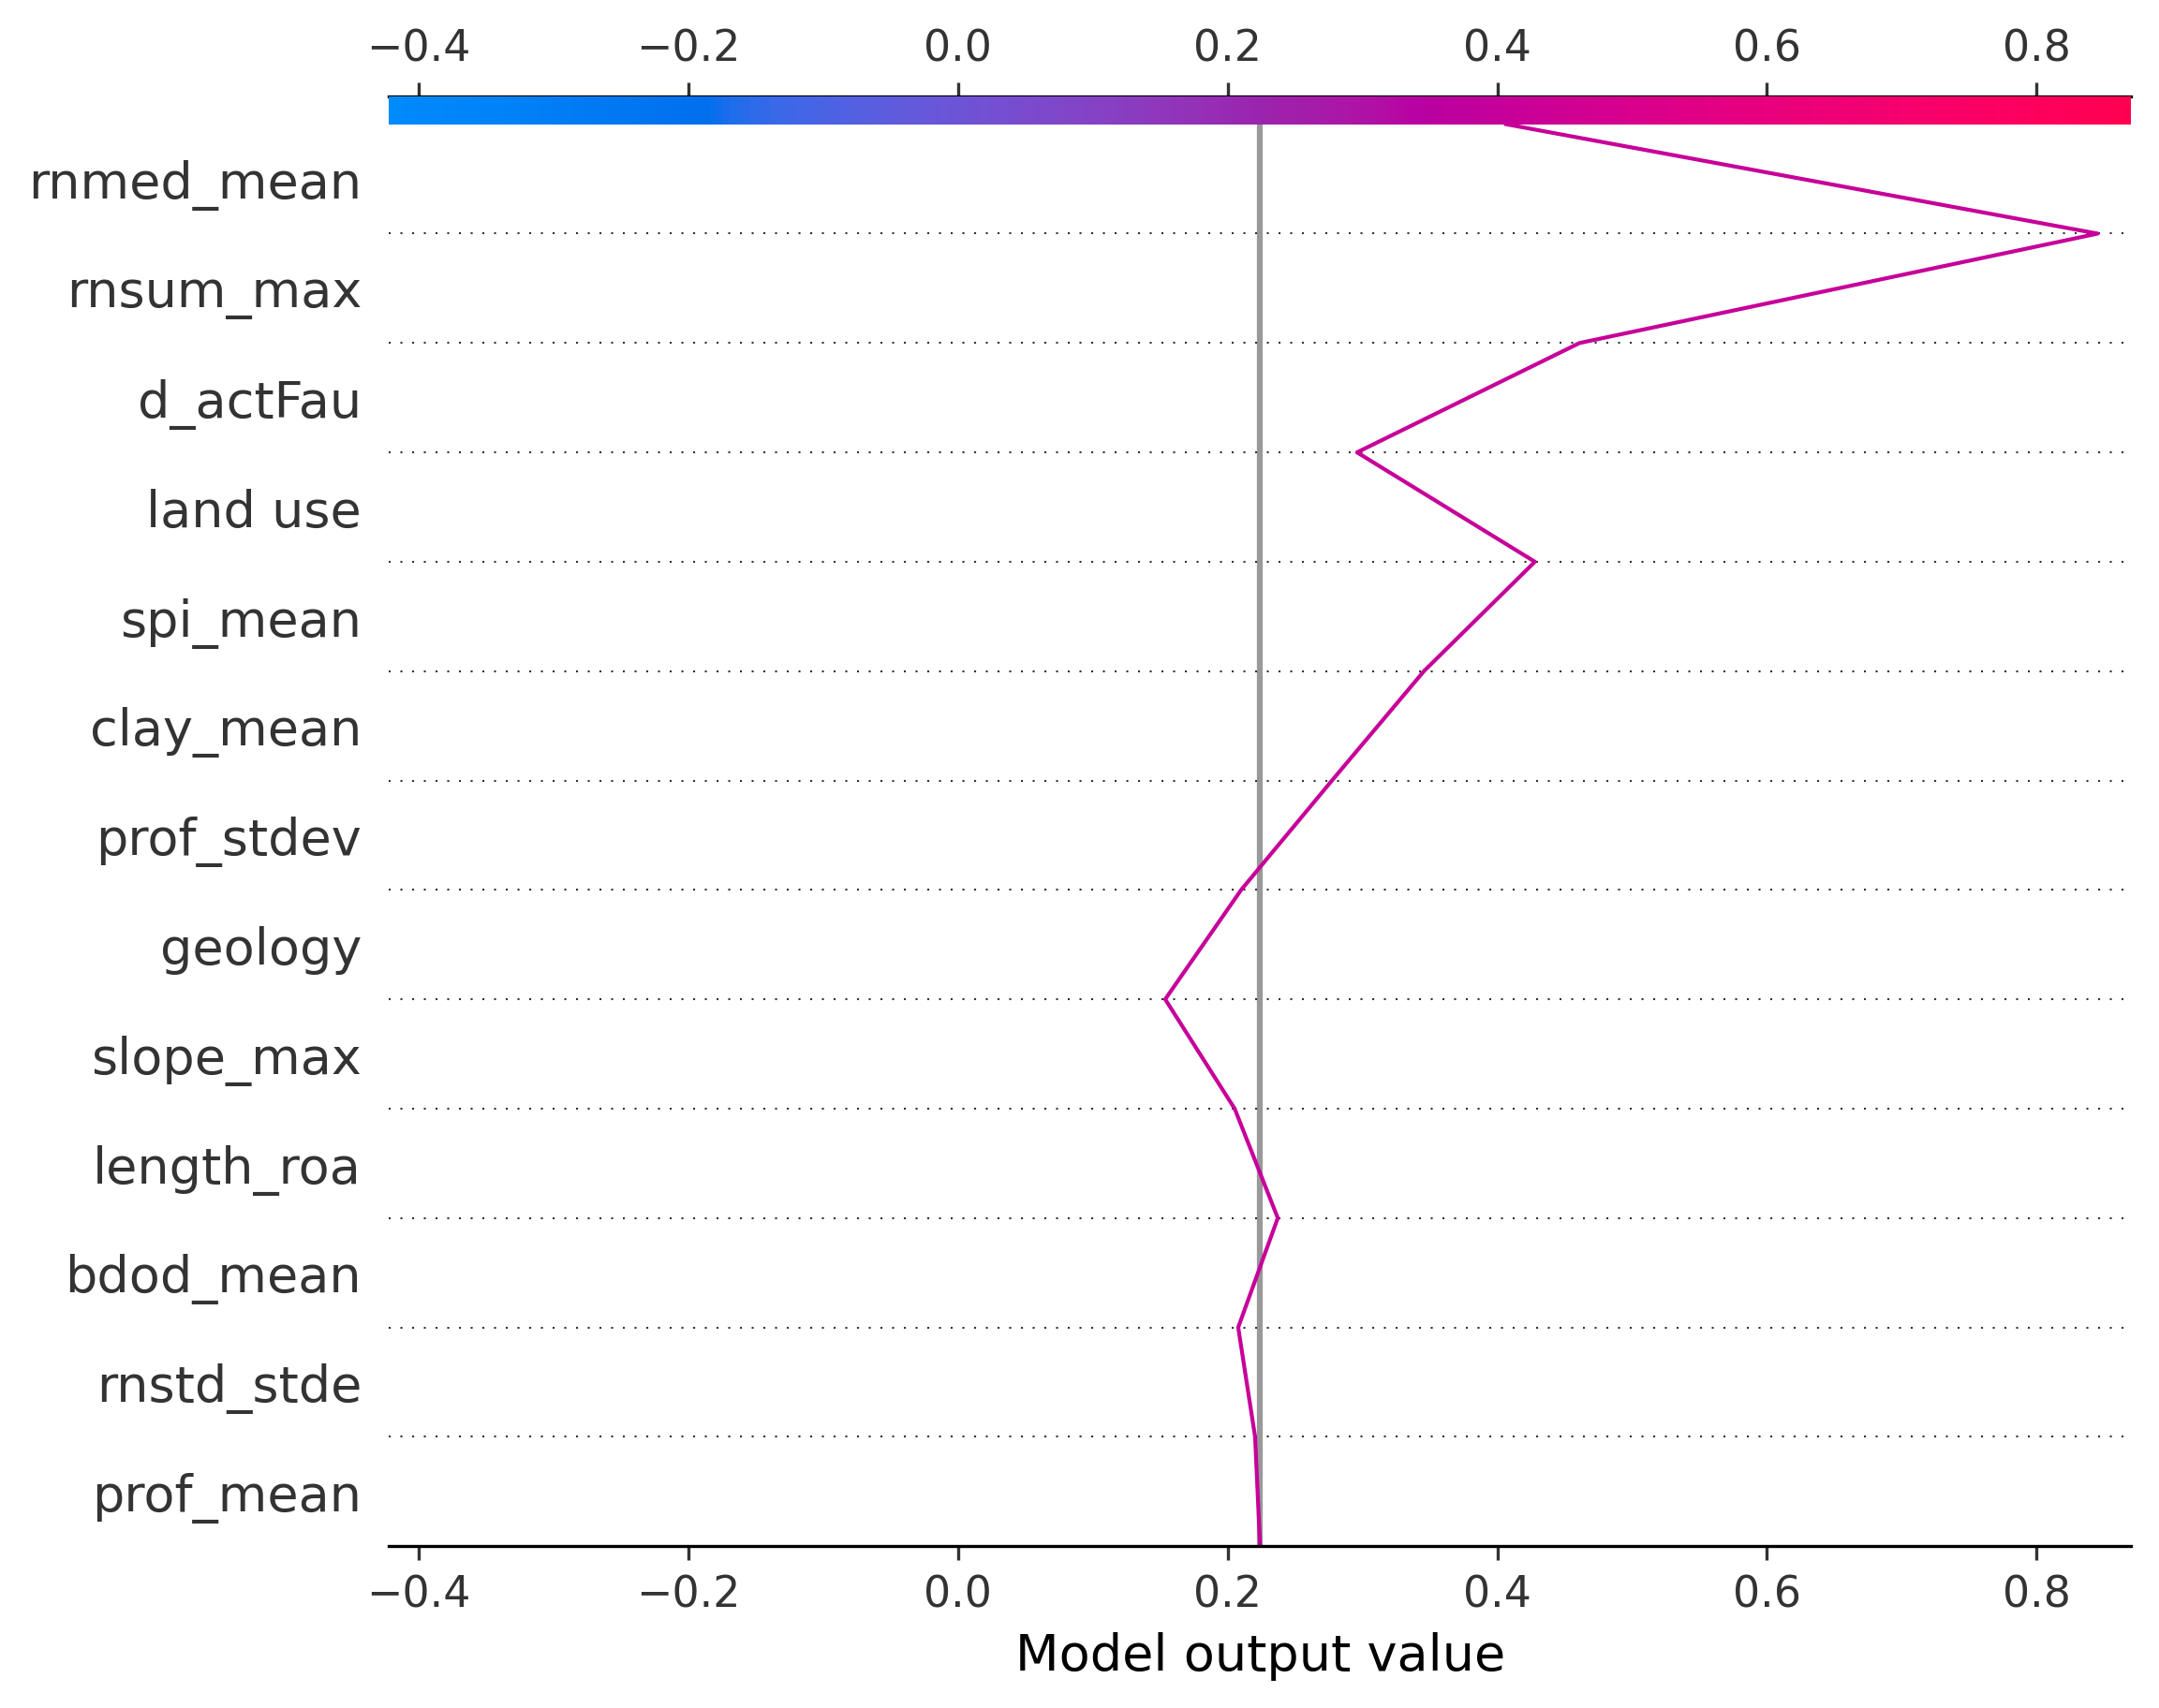 −0.4 −0.2 0.0 0.2 0.4 0.6 0.8
rnmed_mean
rnsum_max
d_actFau
land use
spi_mean
clay_mean
prof_stdev
geology
slope_max
length_roa
bdod_mean
rnstd_stde
prof_mean
−0.4 −0.2 0.0 0.2 0.4 0.6 0.8
Model output value